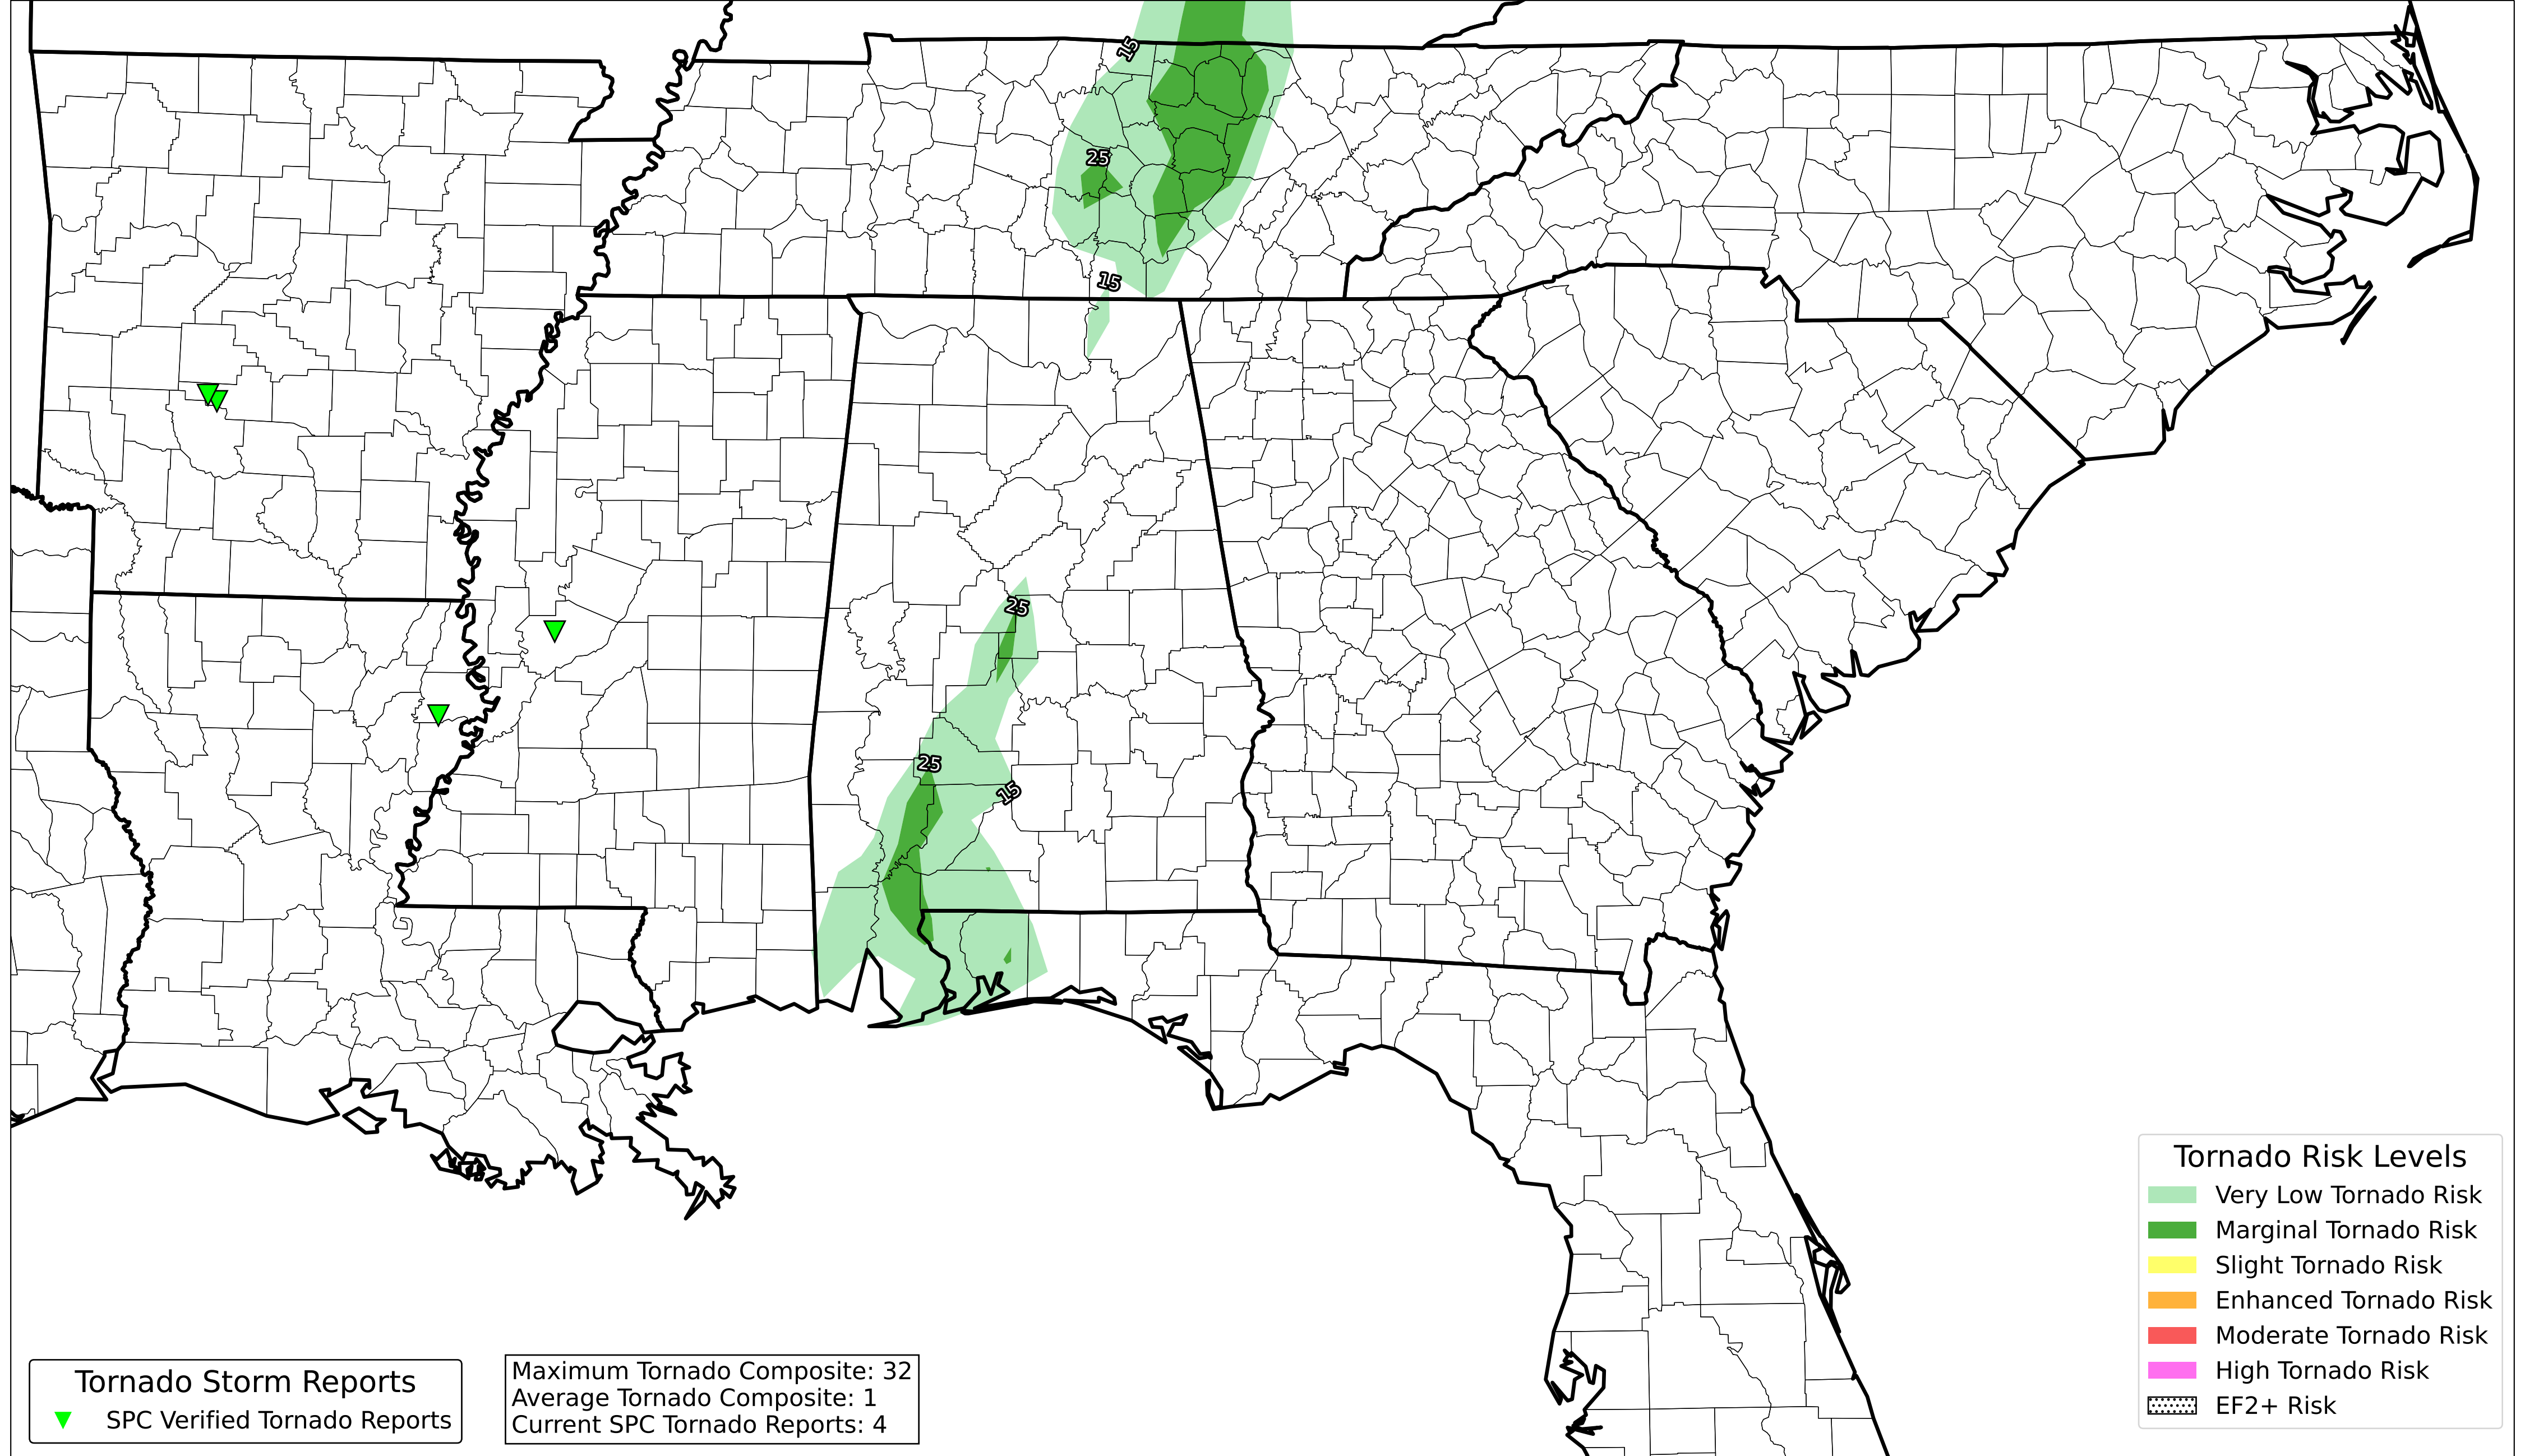 15
25
15
25
25
15
Tornado Storm Reports
SPC Verified Tornado Reports
Maximum Tornado Composite: 32
Average Tornado Composite: 1
Current SPC Tornado Reports: 4
Tornado Risk Levels
Very Low Tornado Risk
Marginal Tornado Risk
Slight Tornado Risk
Enhanced Tornado Risk
Moderate Tornado Risk
High Tornado Risk
EF2+ Risk